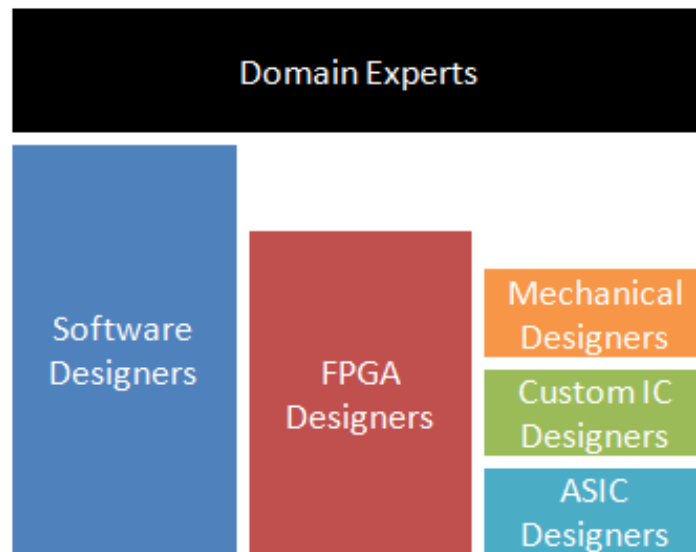 Domain Experts
Software
Designers
FPGA
Designers
Mechanical
Designers
Custom IC
Designers
ASIC
Designers